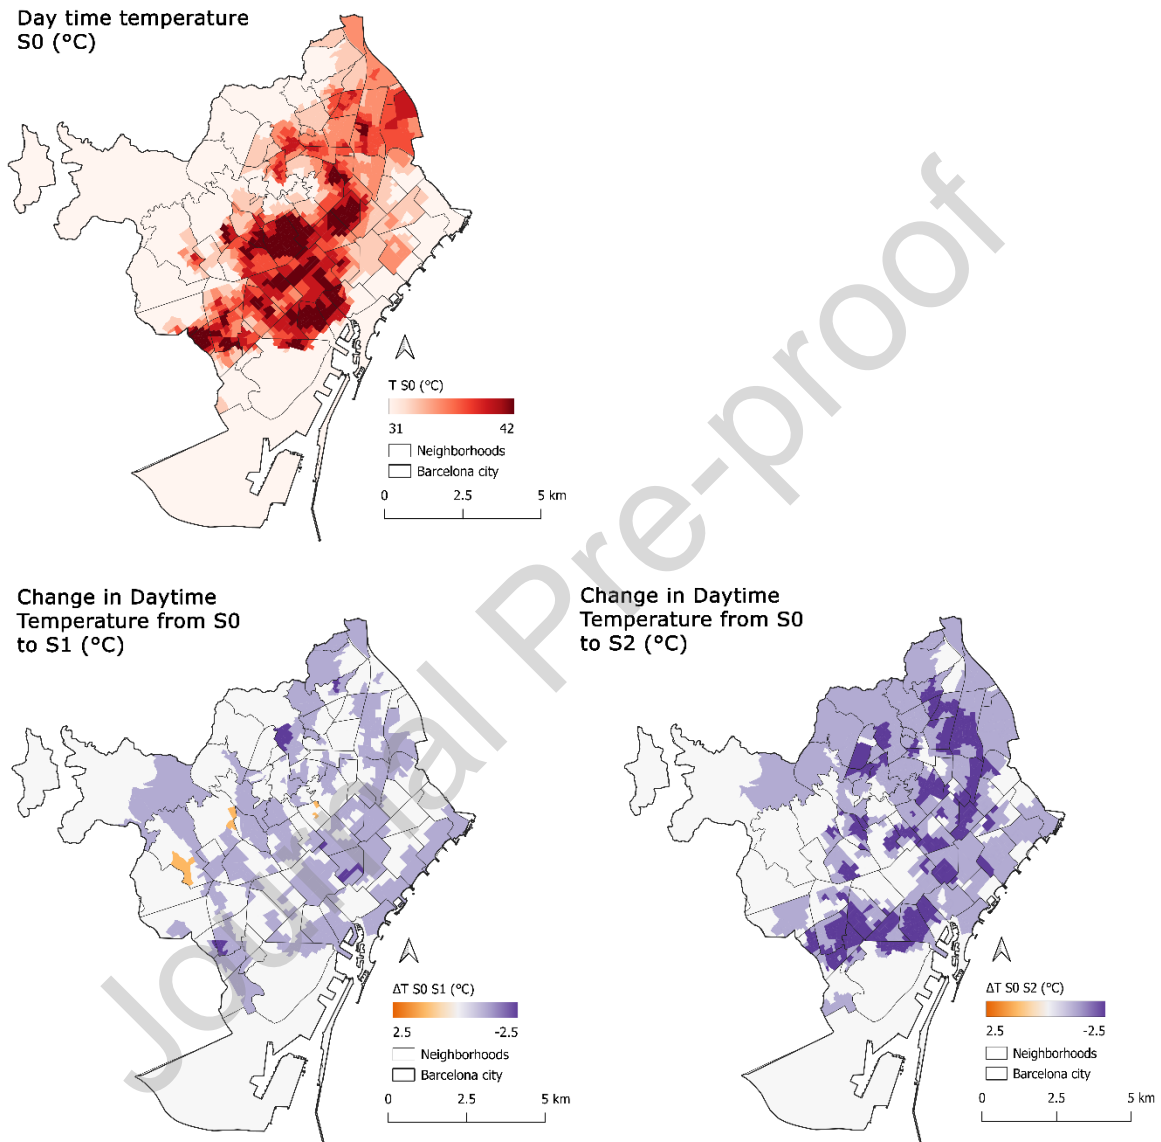 Day time temperature
S0 (°C)
T S0 (°C)
31 42
Neighborhoods
Barcelona city
0 2.5 5 km
Change in Daytime
Temperature from S0
to S1 (°C)
ΔT S0 S1 (°C)
2.5 -2.5
Neighborhoods
Barcelona city
0 2.5 5 km
Change in Daytime
Temperature from S0
to S2 (°C)
ΔT S0 S2 (°C)
2.5 -2.5
Neighborhoods
Barcelona city
0 2.5 5 km
Journal Pre-proof